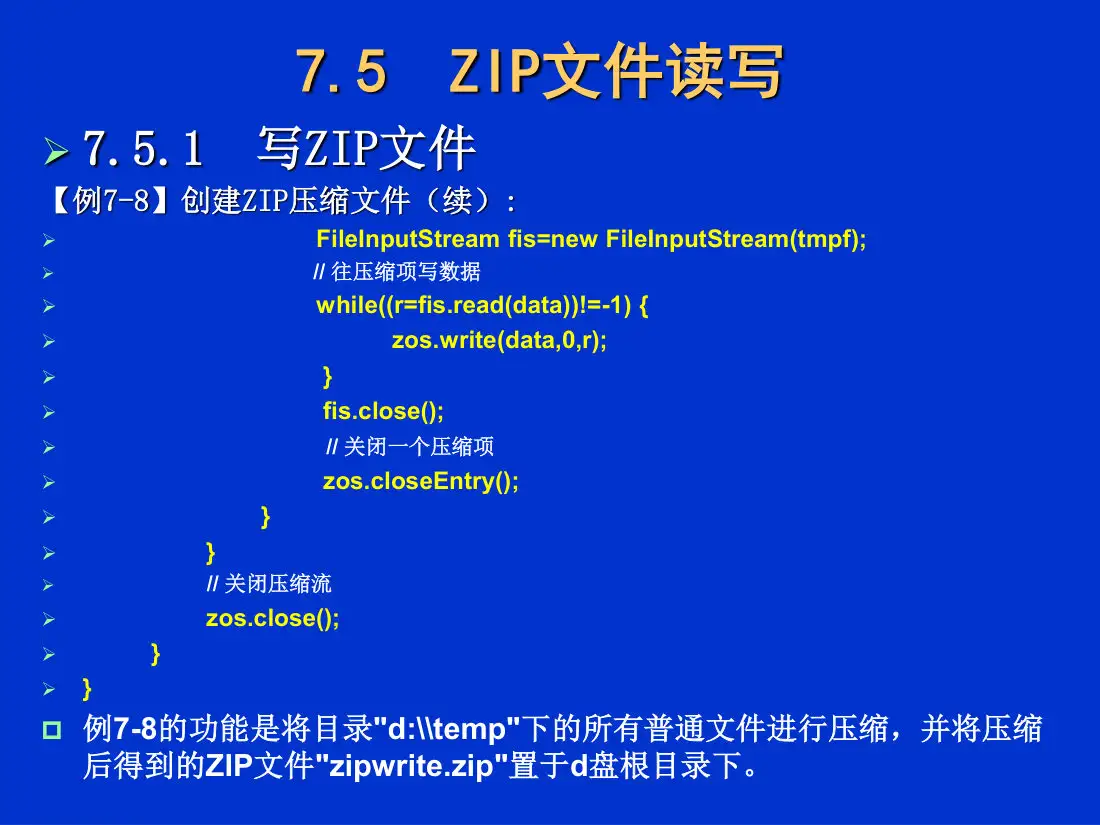 7.5 ZIP文件读写
7.5.1 写ZIP文件
【例7-8】创建ZIP压缩文件（续）：
FileInputStream fis=new FileInputStream(tmpf);
// 往压缩项写数据
while((r=fis.read(data))!=-1) {
zos.write(data,0,r);
}
fis.close();
// 关闭一个压缩项
zos.closeEntry();
}
}
// 关闭压缩流
zos.close();
}
}
例7-8的功能是将目录"d:\\temp"下的所有普通文件进行压缩，并将压缩
后得到的ZIP文件"zipwrite.zip"置于d盘根目录下。